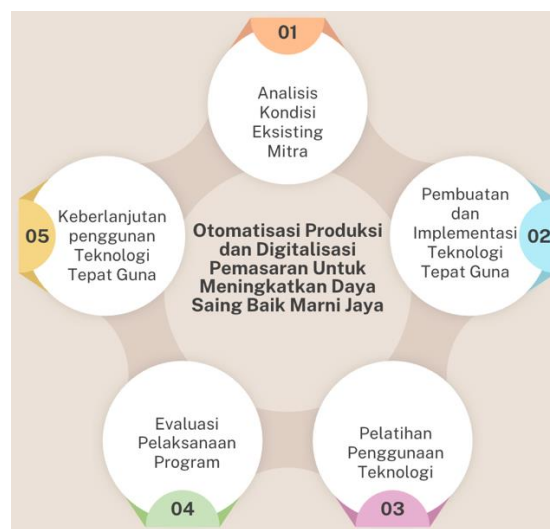 01
Analisis
Kondisi
Eksisting
Mitra
Pembuatan
dan
Implementasi
Teknologi
Tepat Guna
02
Pelatihan
Penggunaan
Teknologi
03
Evaluasi
Pelaksanaan
Program
04
05
Keberlanjutan
penggunan
Teknologi
Tepat Guna
Otomatisasi Produksi
dan Digitalisasi
Pemasaran Untuk
Meningkatkan Daya
Saing Baik Marni Jaya